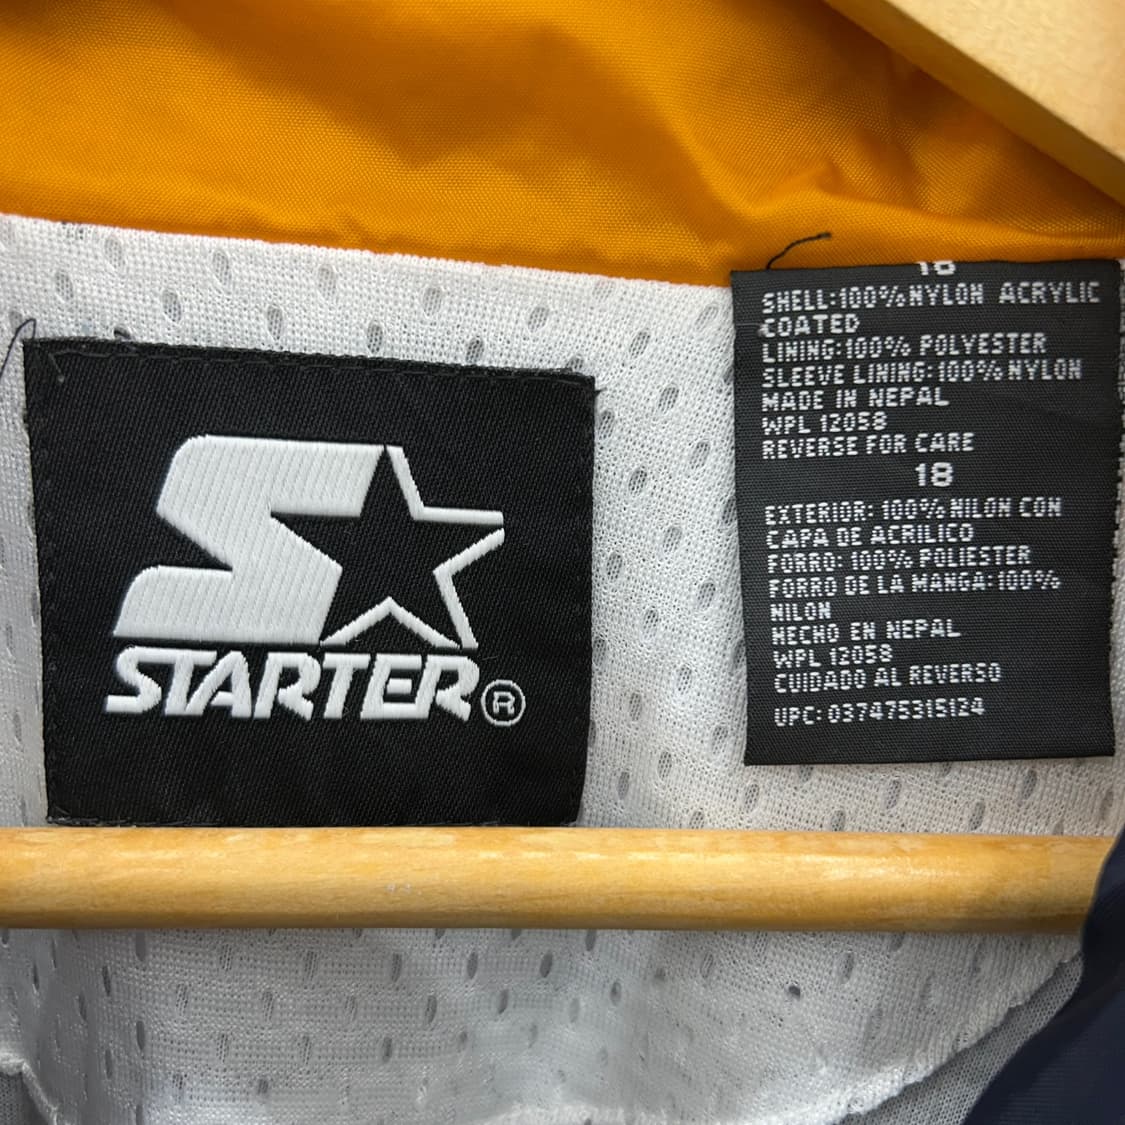 STARTER®
18
SHELL:100% NYLON ACRYLIC
COATED
LINING:100% POLYESTER
SLEEVE LINING:100% NYLON
MADE IN NEPAL
WPL 12058
REVERSE FOR CARE
18
EXTERIOR: 100% NILON CON
CAPA DE ACRILICO
FORRO: 100% POLIESTER
FORRO DE LA MANGA:100%
NILON
HECHO EN NEPAL
WPL 12058
CUIDADO AL REVERSO
UPC: 037475315124